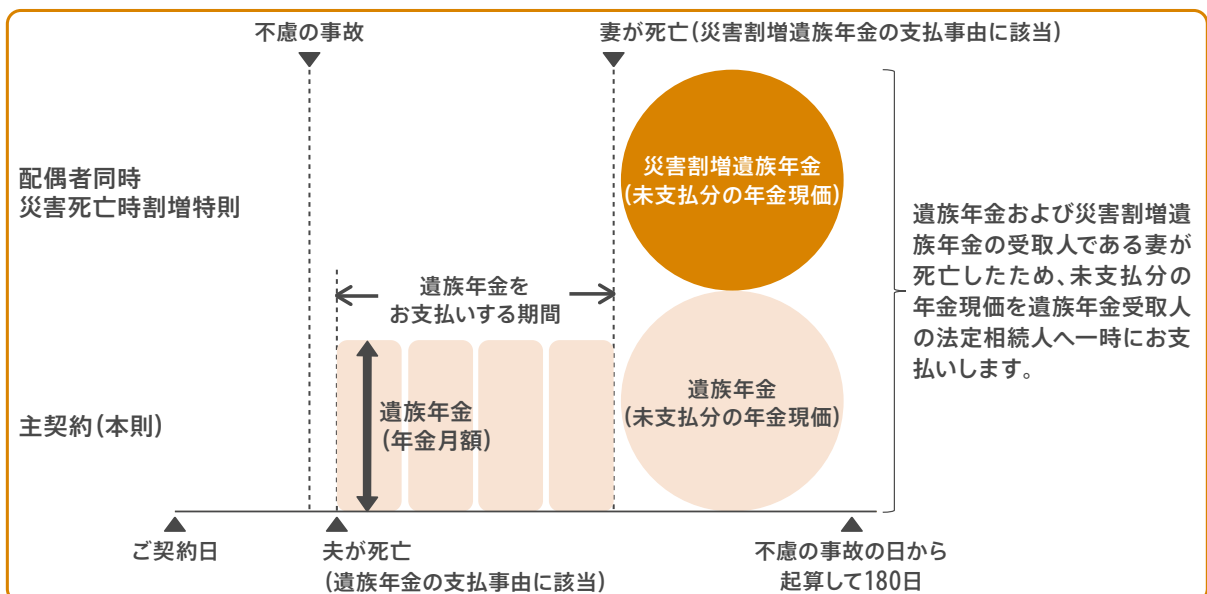 不慮の事故
妻が死亡(災害割増遺族年金の支払事由に該当)
配偶者同時
災害死亡時割増特則
災害割増遺族年金
(未支払分の年金現価)
遺族年金および災害割増遺
族年金の受取人である妻が
死亡したため、未支払分の
年金現価を遺族年金受取人
の法定相続人へ一時にお支
払いします。
遺族年金を
お支払いする期間
主契約(本則)
遺族年金
(年金月額)
遺族年金
(未支払分の年金現価)
ご契約日
夫が死亡
(遺族年金の支払事由に該当)
不慮の事故の日から
起算して180日